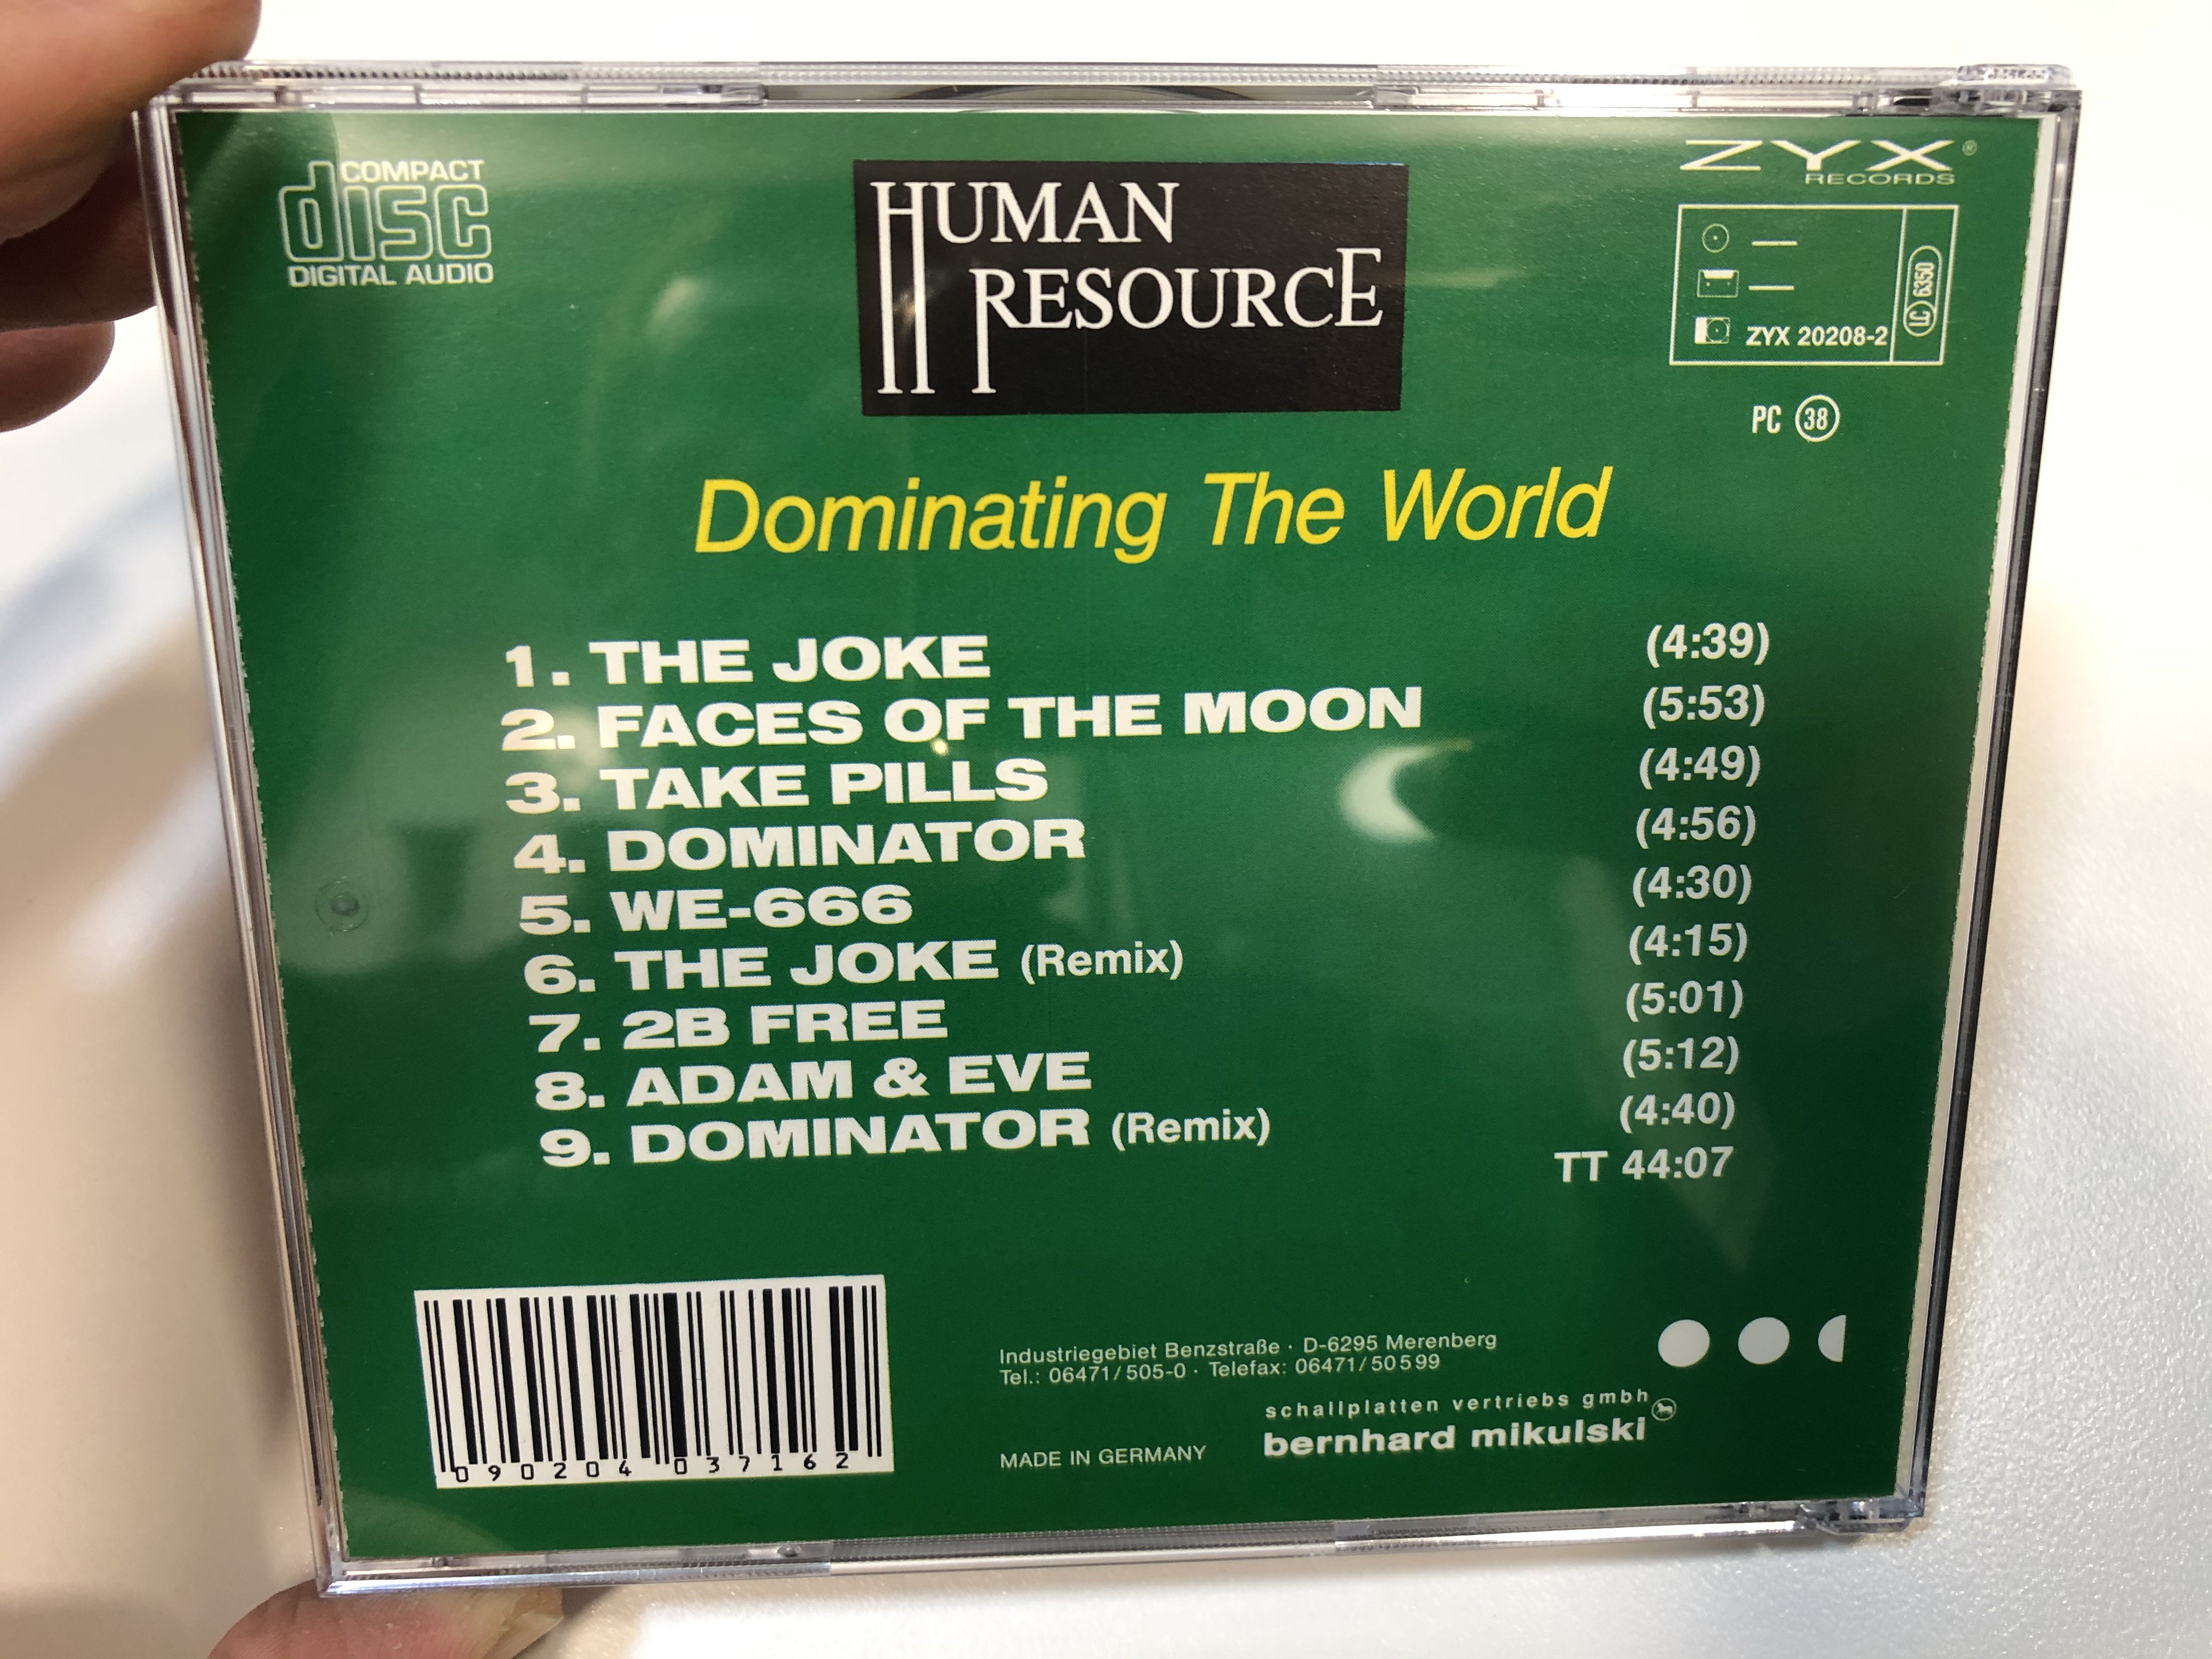 COMPACT
disc
DIGITAL AUDIO
HUMAN
RESOURCE
ZYX®
RECORDS
ZYX 20208-2
LC 6350
PC 38
Dominating The World
1. THE JOKE (4:39)
2. FACES OF THE MOON (5:53)
3. TAKE PILLS (4:49)
4. DOMINATOR (4:56)
5. WE-666 (4:30)
6. THE JOKE (Remix) (4:15)
7. 2B FREE (5:01)
8. ADAM & EVE (5:12)
9. DOMINATOR (Remix) (4:40)
TT 44:07
090204 037162
Industriegebiet Benzstraße · D-6295 Merenberg
Tel.: 06471/505-0 · Telefax: 06471/50599
schallplatten vertriebs gmbh
bernhard mikulski
MADE IN GERMANY